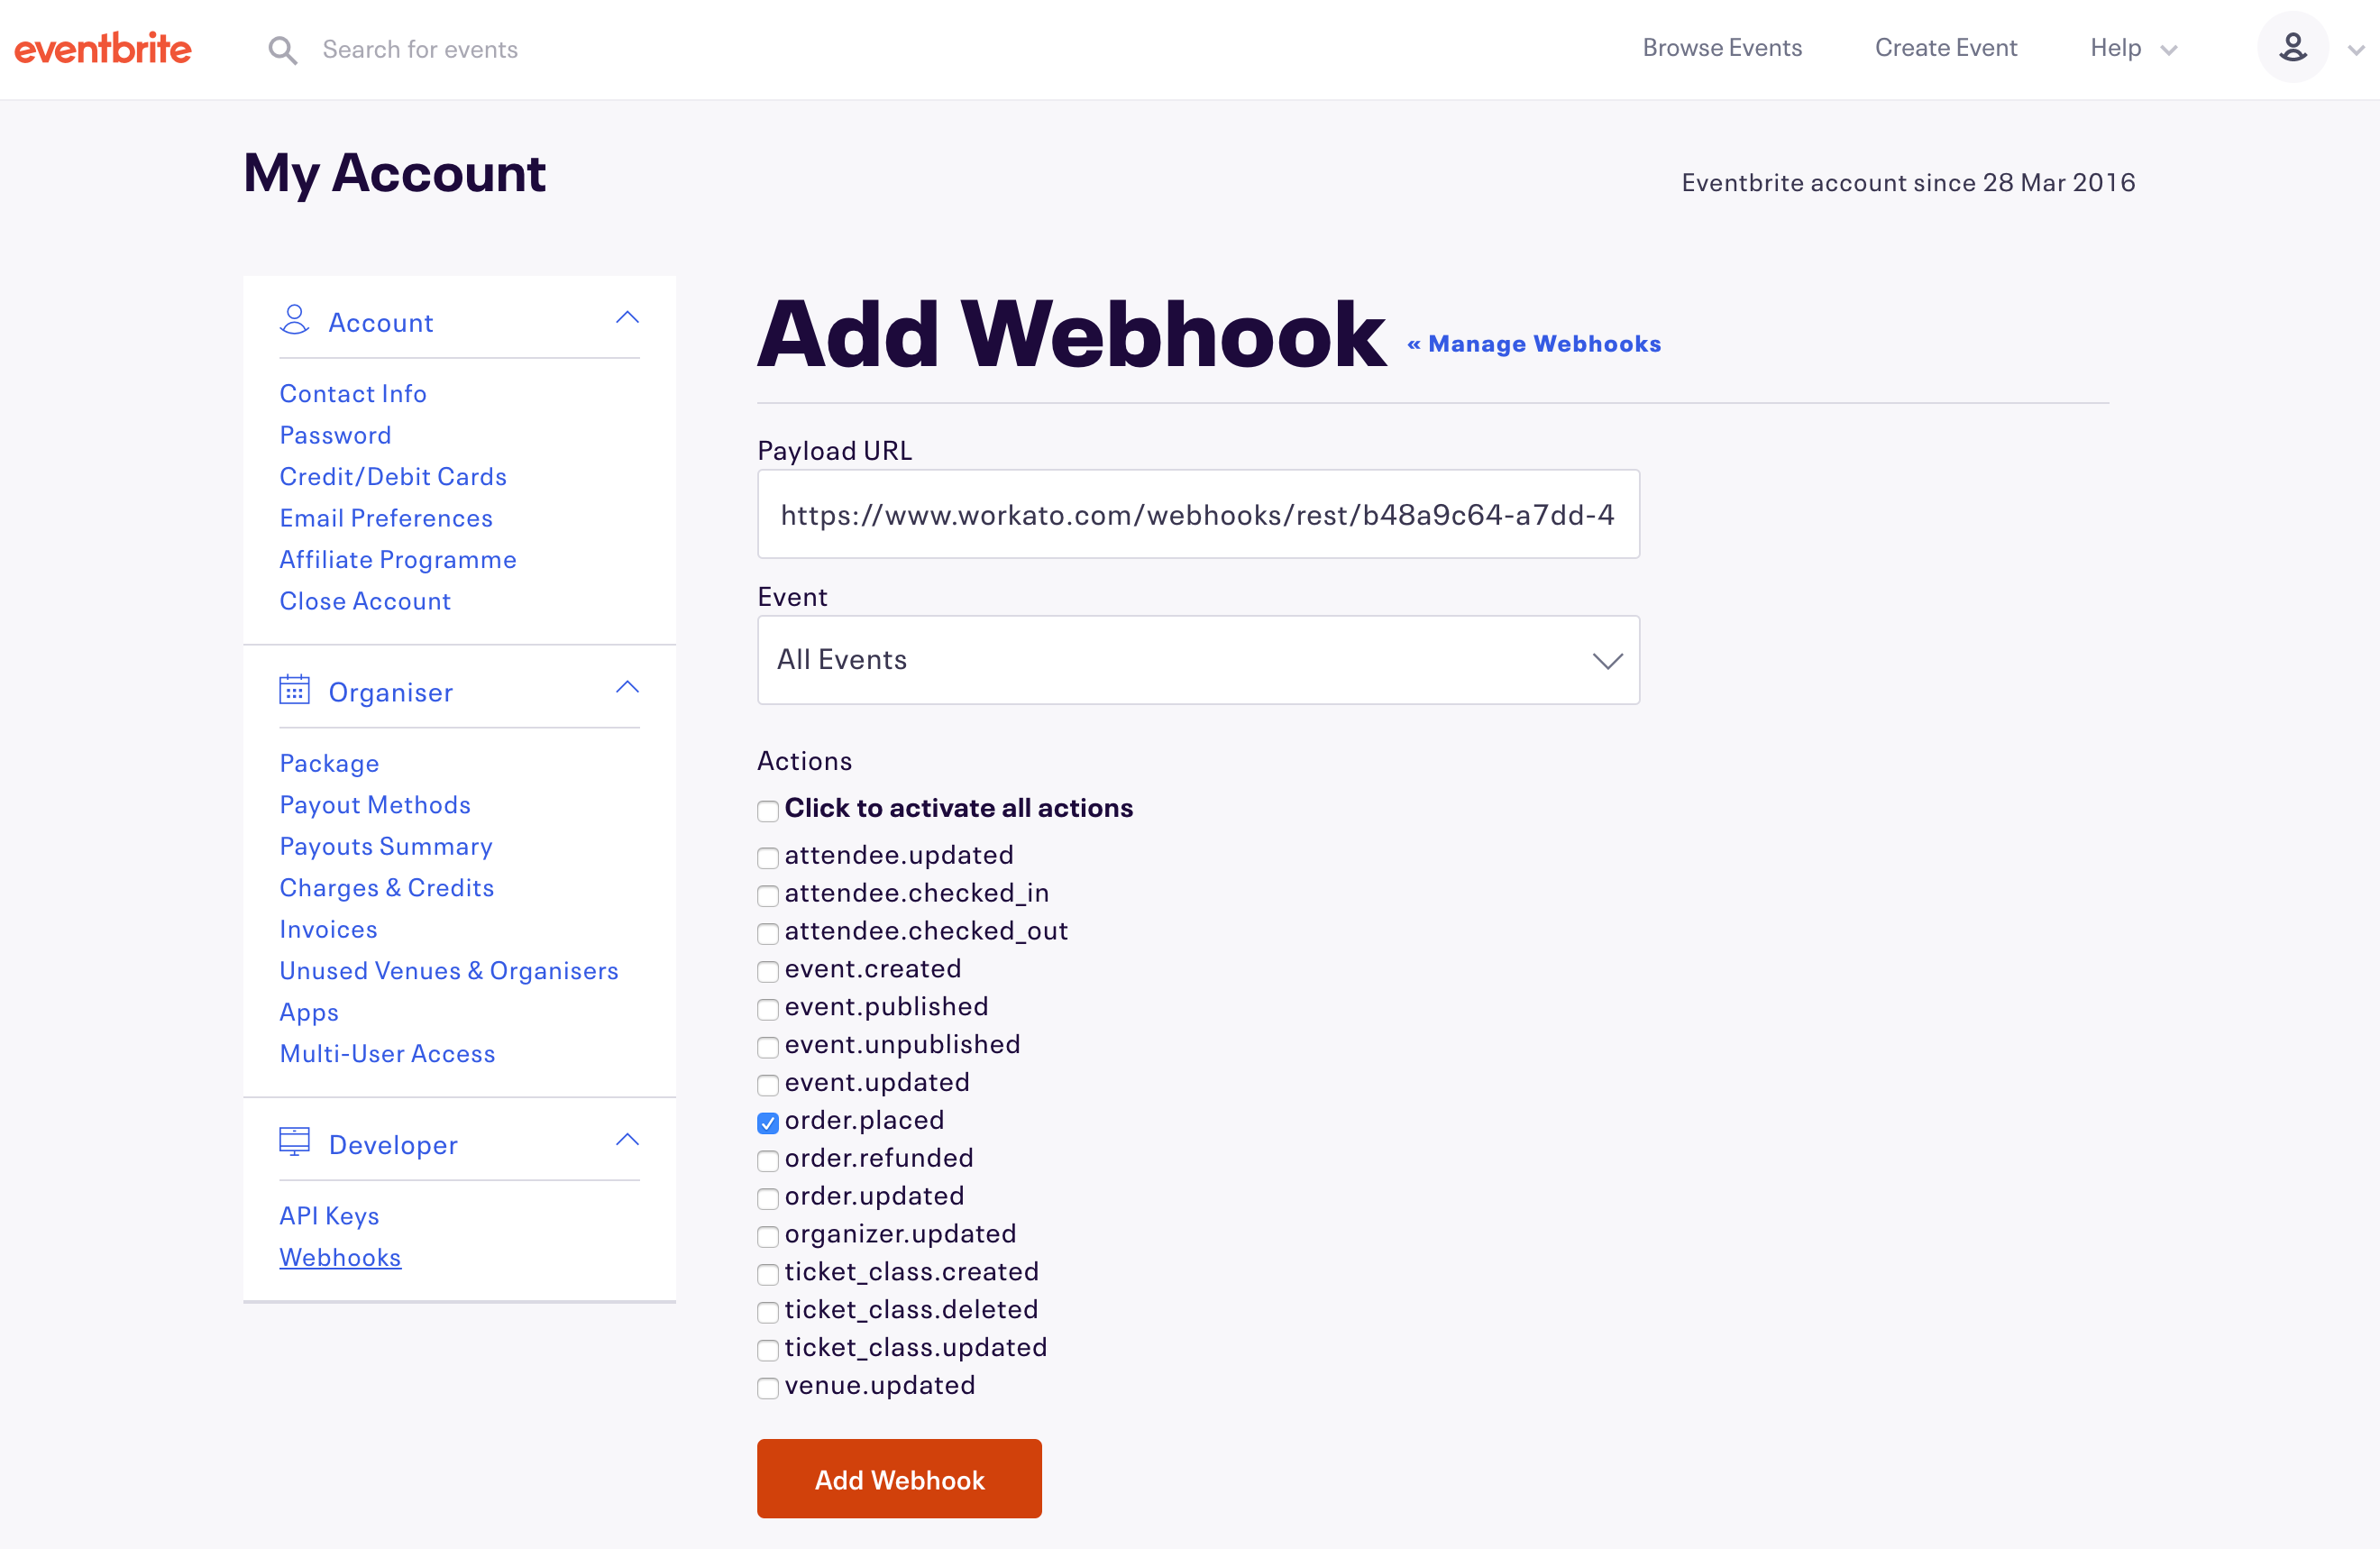 eventbrite
Search for events
Browse Events
Create Event
Help
My Account
Eventbrite account since 28 Mar 2016
Account
Contact Info
Password
Credit/Debit Cards
Email Preferences
Affiliate Programme
Close Account
Organiser
Package
Payout Methods
Payouts Summary
Charges & Credits
Invoices
Unused Venues & Organisers
Apps
Multi-User Access
Developer
API Keys
Webhooks
Add Webhook « Manage Webhooks
Payload URL
https://www.workato.com/webhooks/rest/b48a9c64-a7dd-4
Event
All Events
Actions
Click to activate all actions
attendee.updated
attendee.checked_in
attendee.checked_out
event.created
event.published
event.unpublished
event.updated
order.placed
order.refunded
order.updated
organizer.updated
ticket_class.created
ticket_class.deleted
ticket_class.updated
venue.updated
Add Webhook